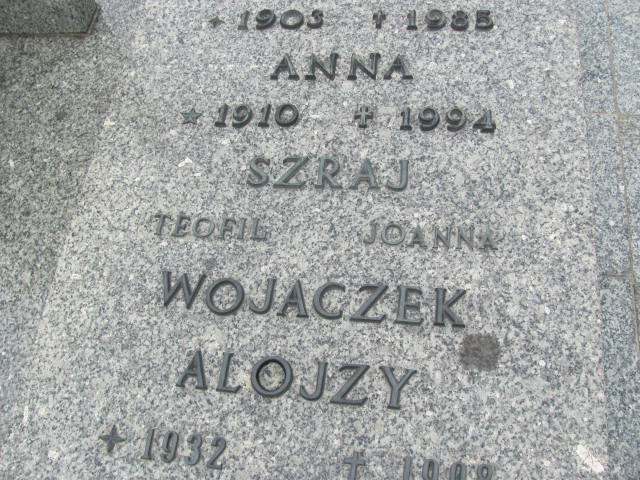 ★ 1903 ✝ 1985
ANNA
★ 1910 ✝ 1994
SZRAJ
TEOFIL JOANNA
WOJACZEK
ALOJZY
★ 1932 ✝